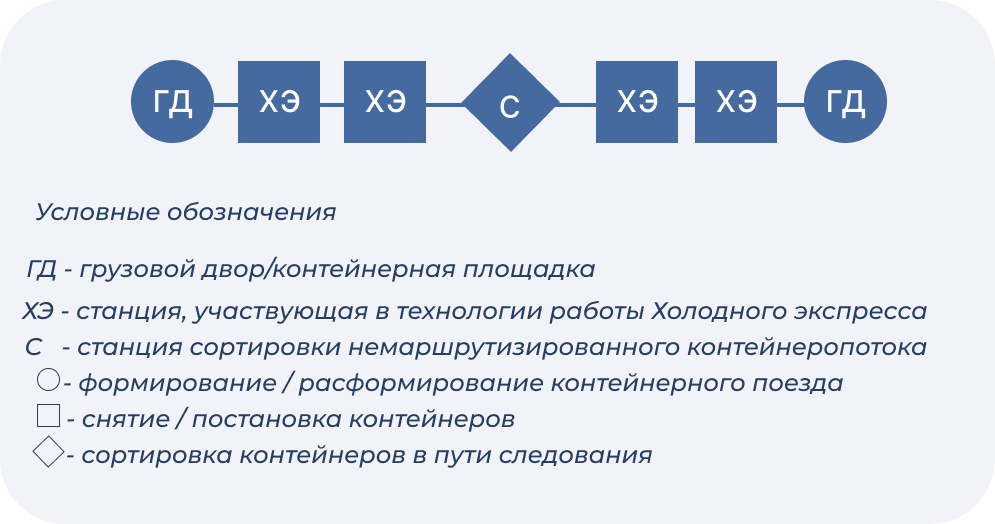 ГД ХЭ ХЭ С ХЭ ХЭ ГД
Условные обозначения
ГД - грузовой двор/контейнерная площадка
ХЭ - станция, участвующая в технологии работы Холодного экспресса
С - станция сортировки немаршрутизированного контейнеропотока
- формирование / расформирование контейнерного поезда
- снятие / постановка контейнеров
- сортировка контейнеров в пути следования